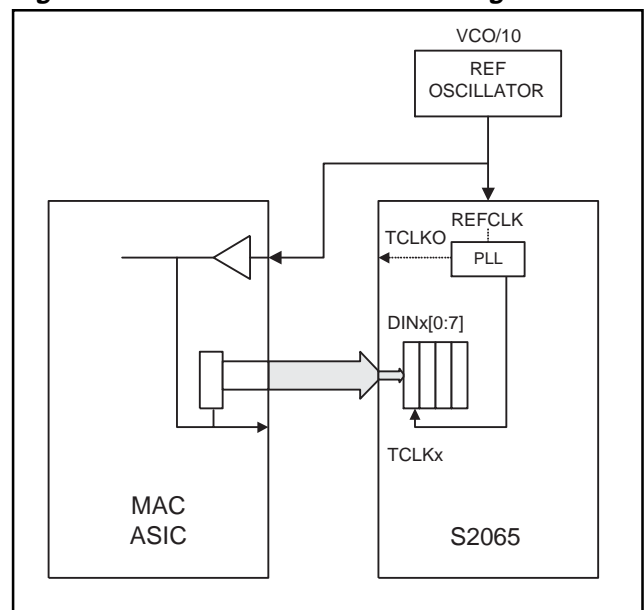 VCO/10
REF
OSCILLATOR
REFCLK
TCLKO
PLL
DINx[0:7]
TCLKx
MAC
ASIC
S2065